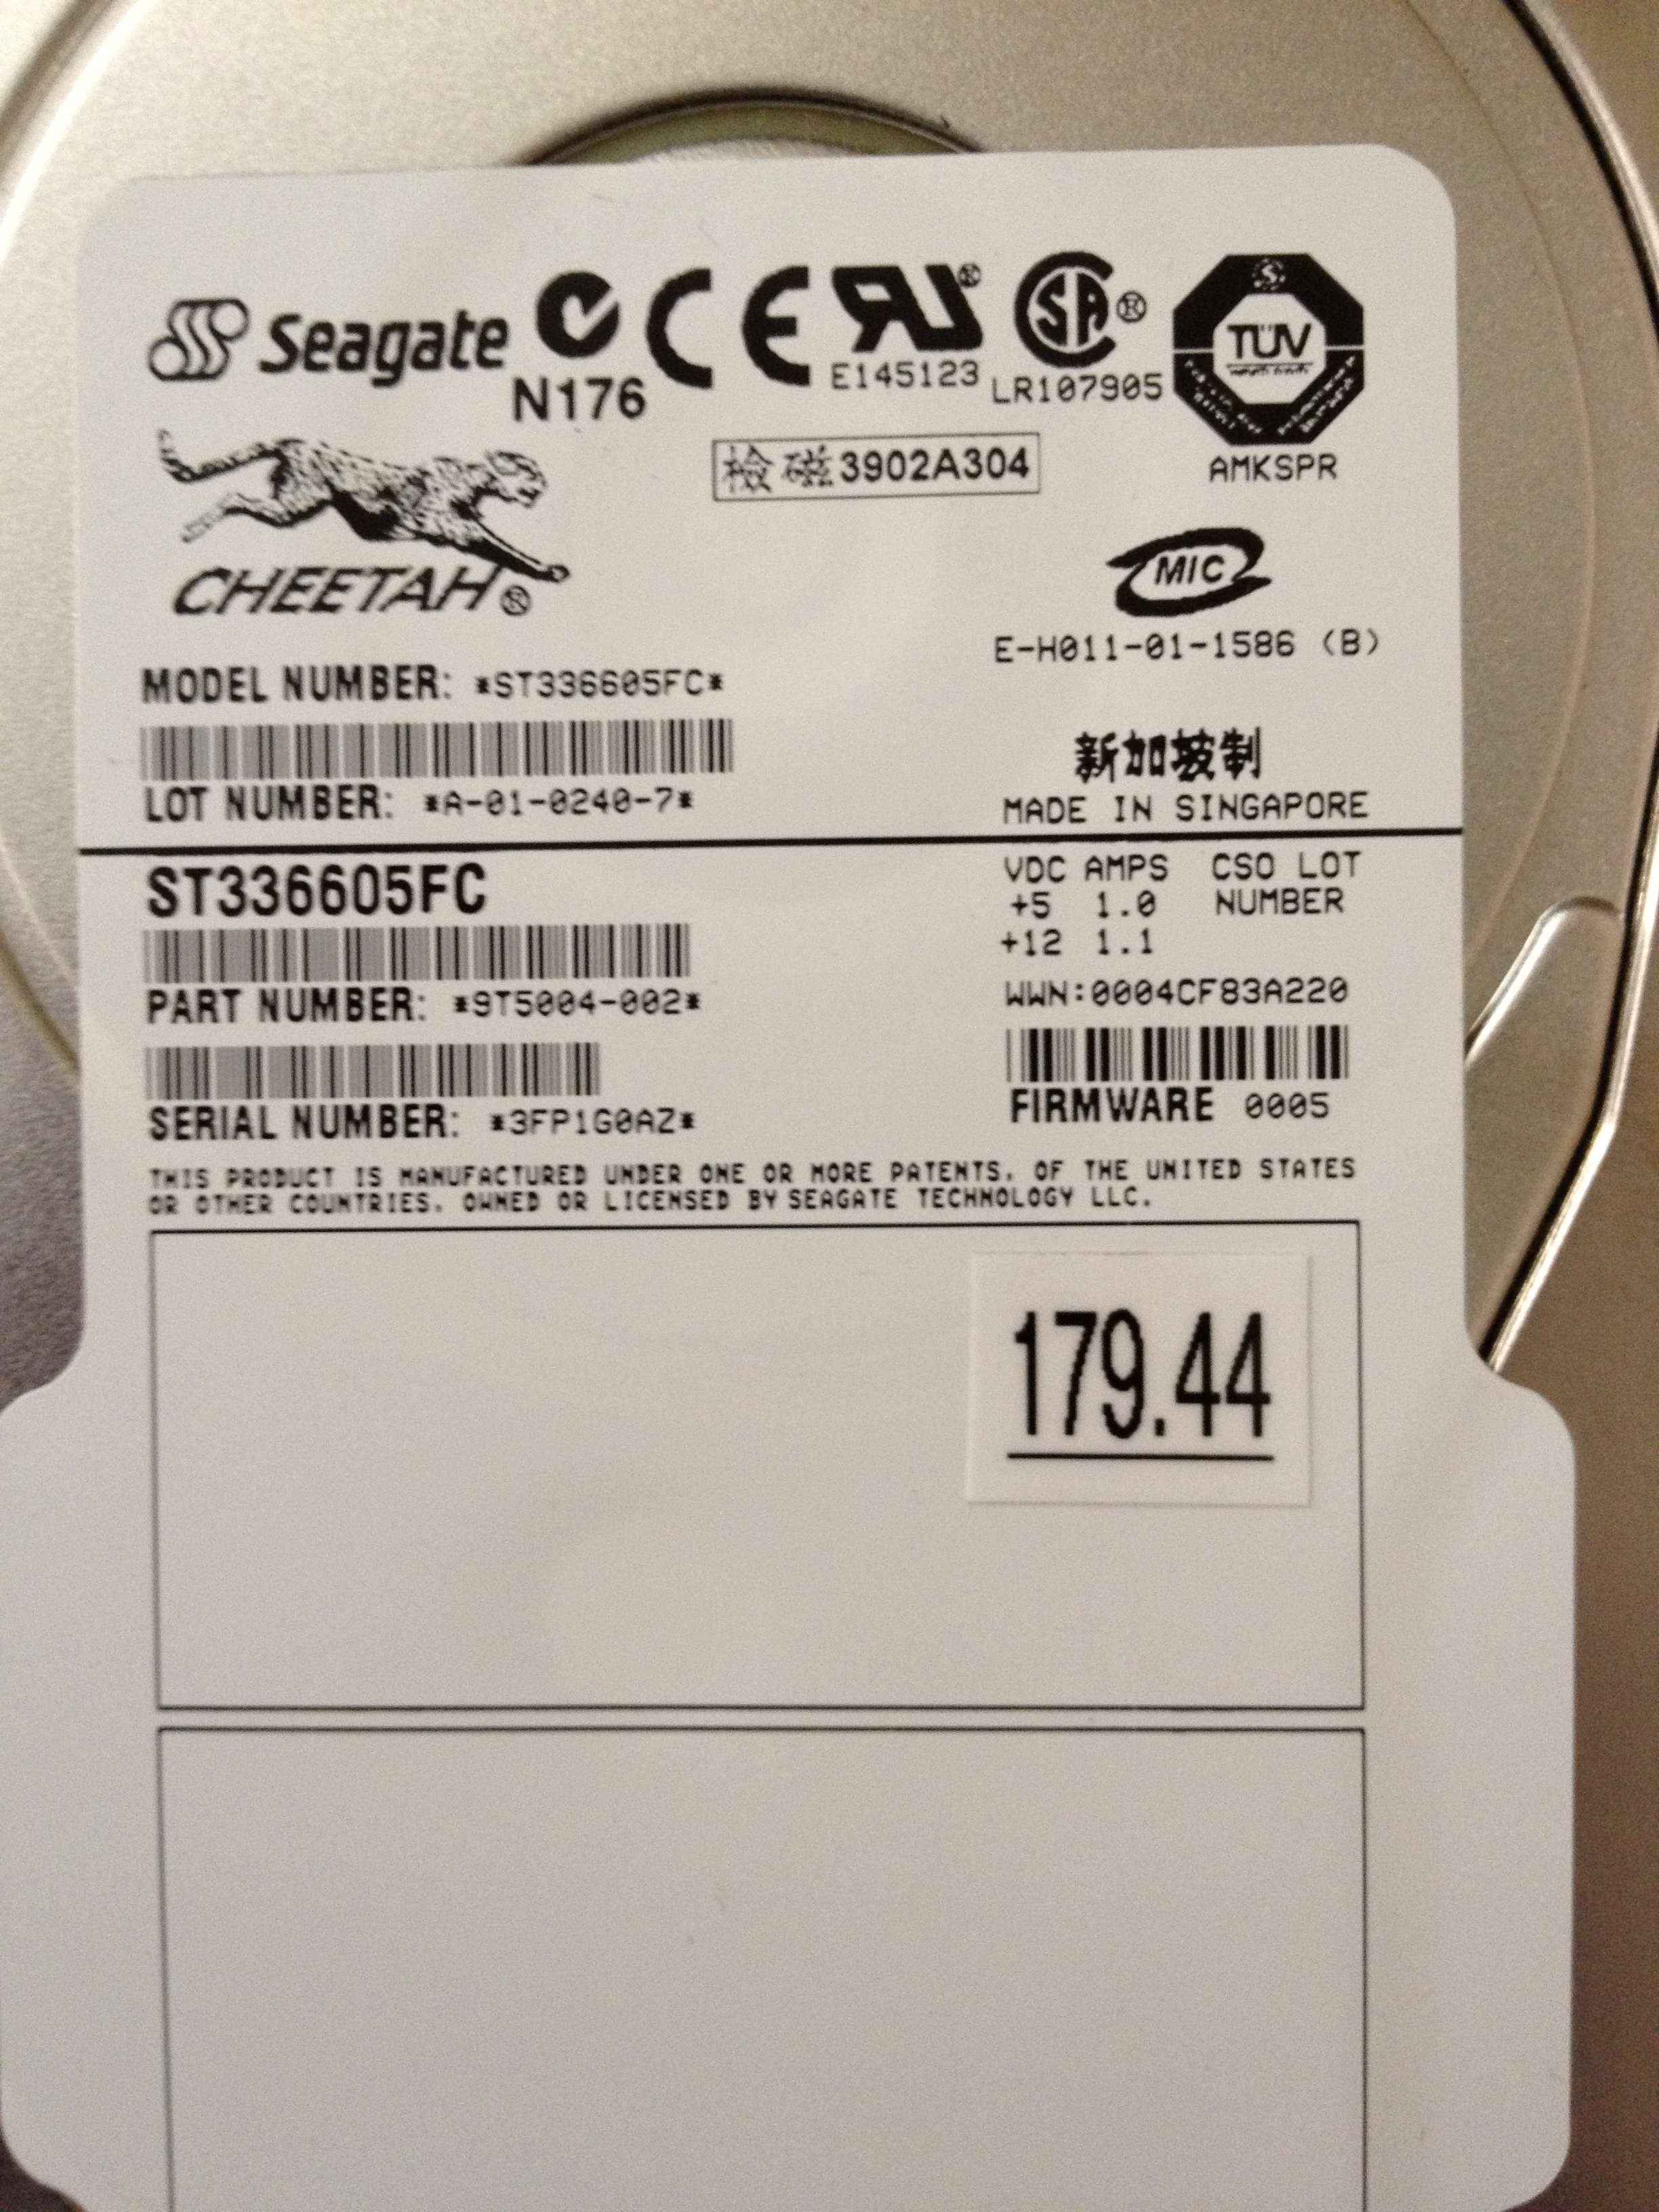 Seagate
N176
E145123
LR107905
TÜV
AMKSPR
檢磁3902A304
CHEETAH®
MIC
E-H011-01-1586 (B)
MODEL NUMBER: *ST336605FC*
新加坡制
LOT NUMBER: *A-01-0240-7*
MADE IN SINGAPORE
ST336605FC
VDC AMPS CSO LOT
+5 1.0 NUMBER
+12 1.1
PART NUMBER: *9T5004-002*
WWN:0004CF83A220
SERIAL NUMBER: *3FP1G0AZ*
FIRMWARE 0005
THIS PRODUCT IS MANUFACTURED UNDER ONE OR MORE PATENTS, OF THE UNITED STATES
OR OTHER COUNTRIES, OWNED OR LICENSED BY SEAGATE TECHNOLOGY LLC.
179.44